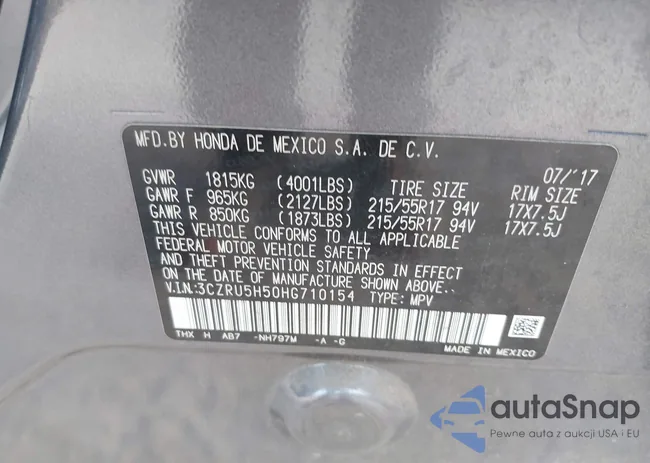 MFD.BY HONDA DE MEXICO S.A. DE C.V.
07/'17
GVWR 1815KG (4001LBS) TIRE SIZE RIM SIZE
GAWR F 965KG (2127LBS) 215/55R17 94V 17X7.5J
GAWR R 850KG (1873LBS) 215/55R17 94V 17X7.5J
THIS VEHICLE CONFORMS TO ALL APPLICABLE
FEDERAL MOTOR VEHICLE SAFETY
AND THEFT PREVENTION STANDARDS IN EFFECT
ON THE DATE OF MANUFACTURE SHOWN ABOVE.
V.I.N:3CZRU5H50HG710154 TYPE: MPV
THX H AB7 -NH797M -A -G
MADE IN MEXICO
autaSnap
Pewne auta z aukcji USA i EU